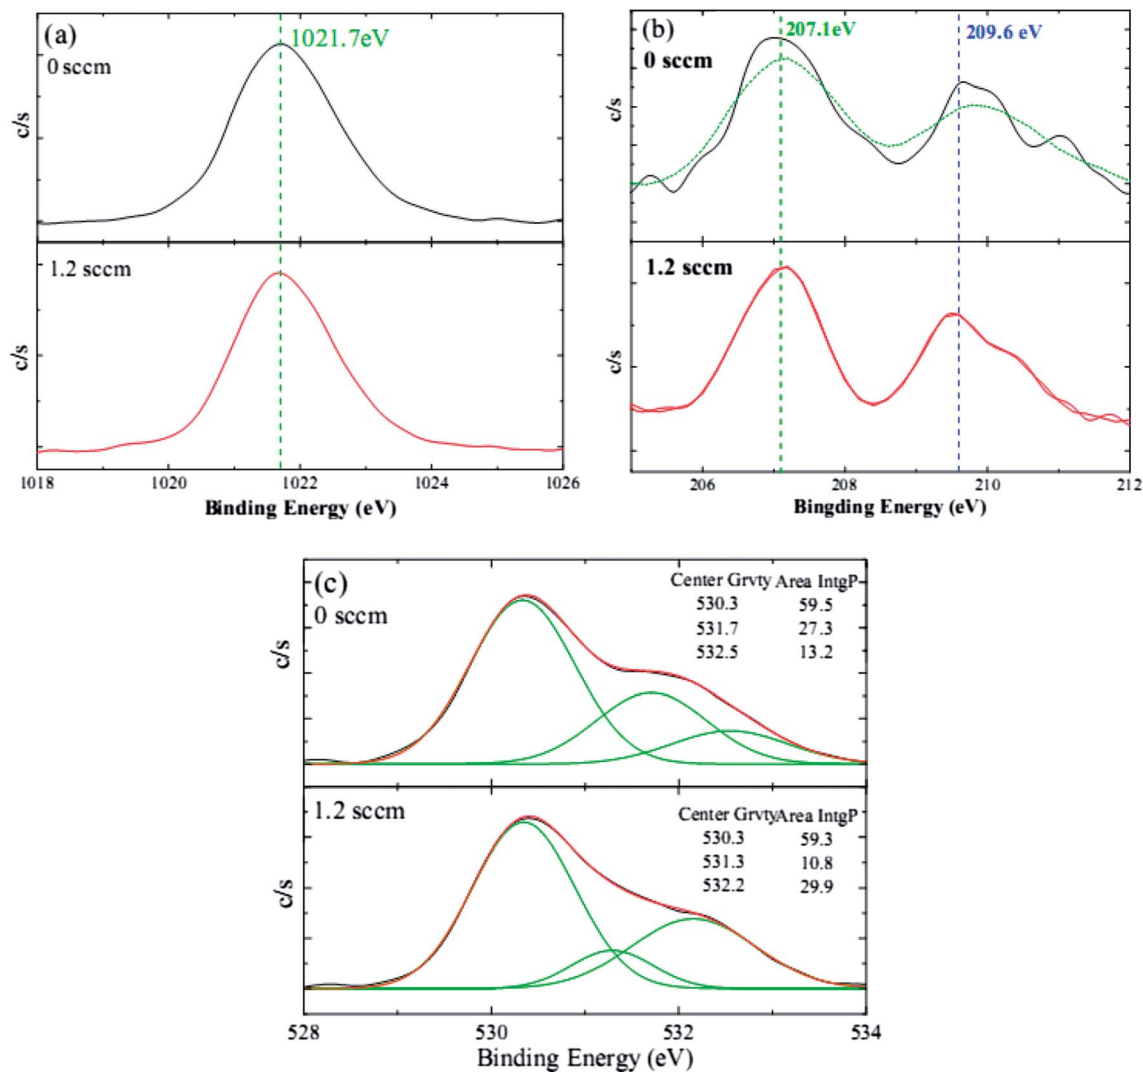 (a)
1021.7eV
0 sccm
c/s
1.2 sccm
c/s
1018 1020 1022 1024 1026
Binding Energy (eV)
(b)
207.1eV
209.6 eV
0 sccm
c/s
1.2 sccm
c/s
206 208 210 212
Bingding Energy (eV)
(c)
0 sccm
Center Grvty Area IntgP
530.3 59.5
531.7 27.3
532.5 13.2
c/s
1.2 sccm
Center Grvty Area IntgP
530.3 59.3
531.3 10.8
532.2 29.9
c/s
528 530 532 534
Binding Energy (eV)